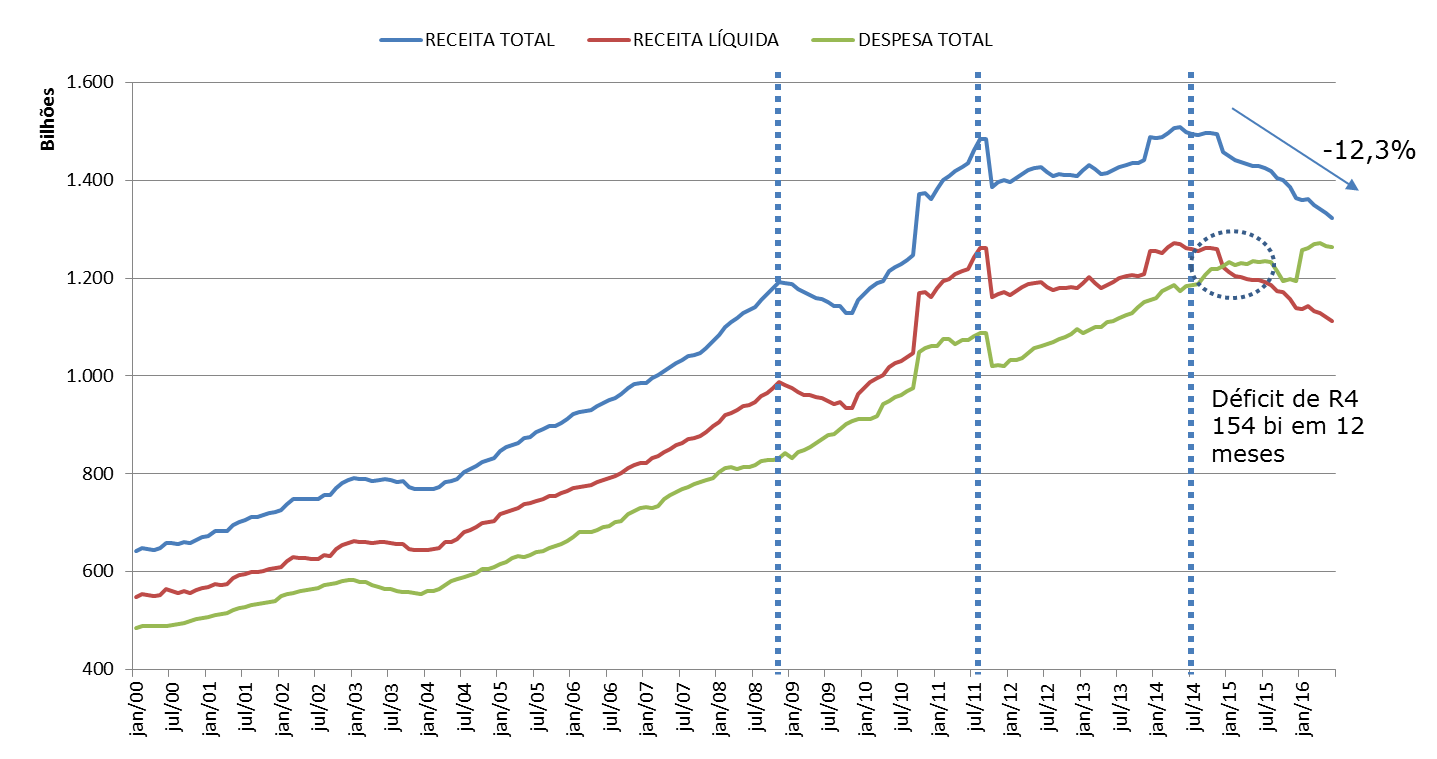 RECEITA TOTAL RECEITA LÍQUIDA DESPESA TOTAL
Bilhões
1.600
1.400
1.200
1.000
800
600
400
-12,3%
Déficit de R4
154 bi em 12
meses
jan/00 jul/00 jan/01 jul/01 jan/02 jul/02 jan/03 jul/03 jan/04 jul/04 jan/05 jul/05 jan/06 jul/06 jan/07 jul/07 jan/08 jul/08 jan/09 jul/09 jan/10 jul/10 jan/11 jul/11 jan/12 jul/12 jan/13 jul/13 jan/14 jul/14 jan/15 jul/15 jan/16